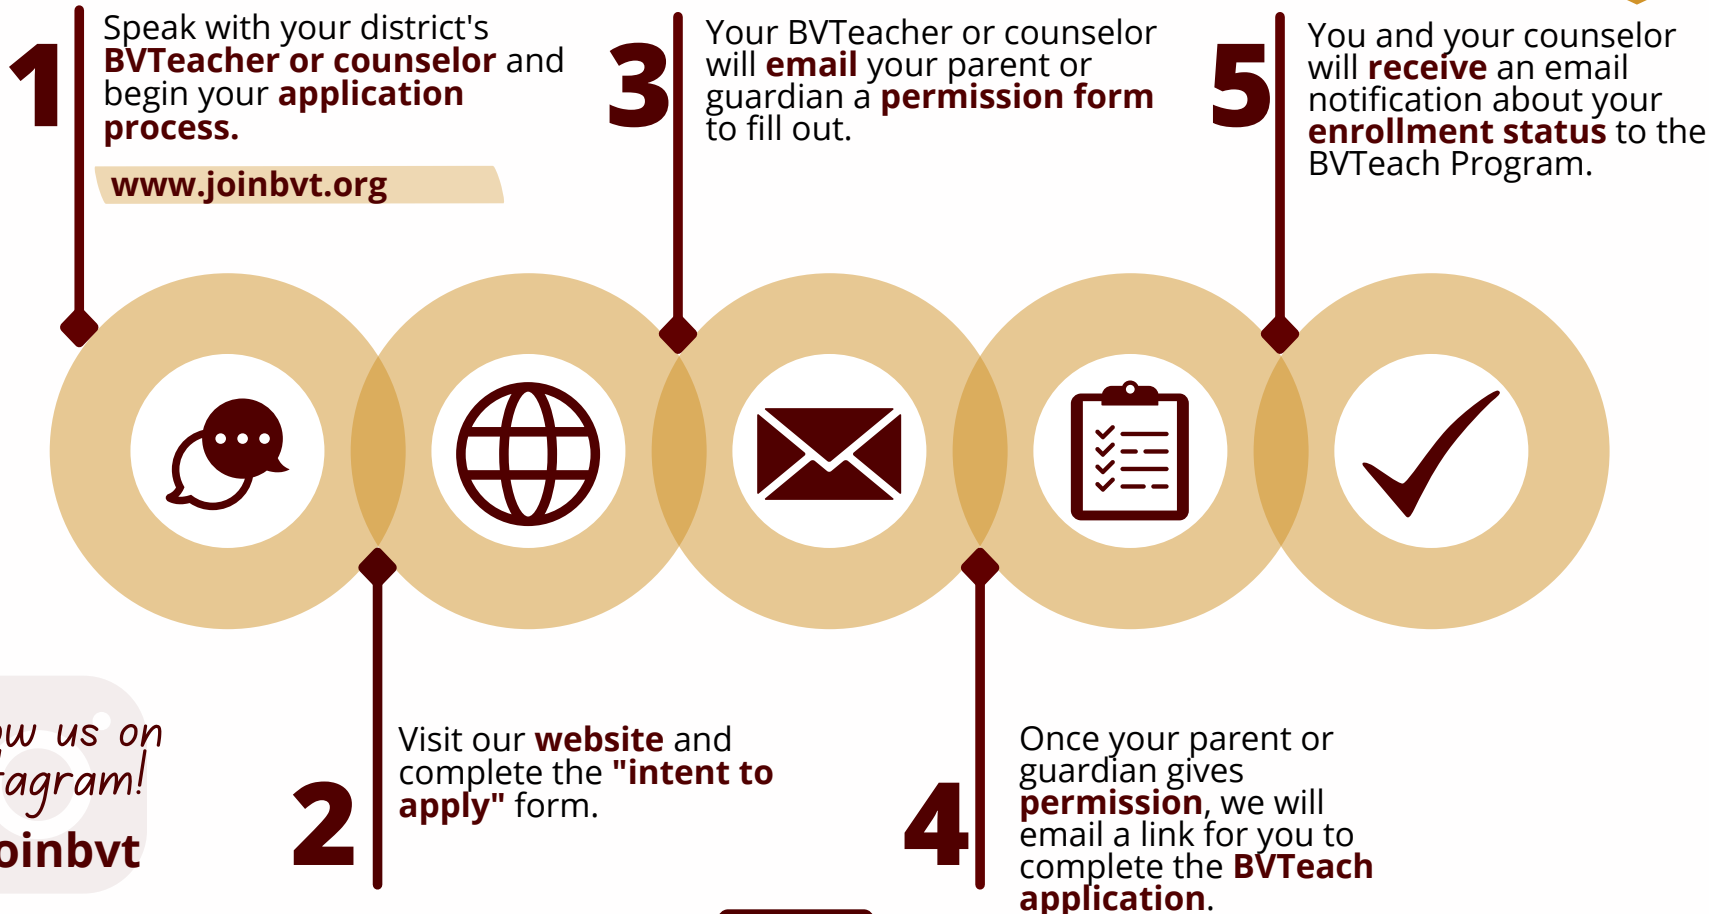 1
Speak with your district's
BVTeacher or counselor and
begin your application
process.
www.joinbvt.org
3
Your BVTeacher or counselor
will email your parent or
guardian a permission form
to fill out.
5
You and your counselor
will receive an email
notification about your
enrollment status to the
BVTeach Program.
us on
2
Visit our website and
complete the "intent to
apply" form.
4
Once your parent or
guardian gives
permission, we will
email a link for you to
complete the BVTeach
application.